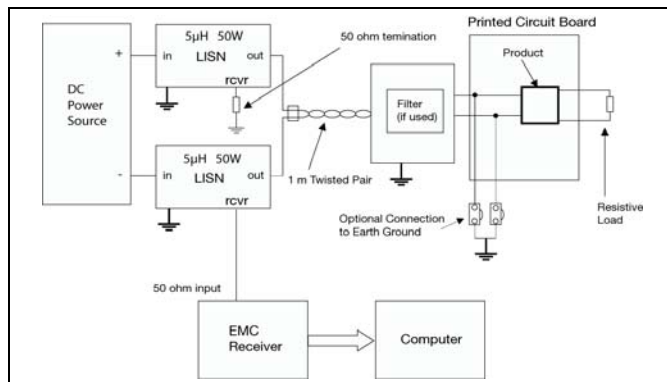 Printed Circuit Board
5µH 50W
LISN
in
out
rcvr
+
50 ohm temination
Product
DC
Power
Source
Filter
(if used)
5µH 50W
LISN
in
out
rcvr
-
1 m Twisted Pair
Optional Connection
to Earth Ground
Resistive
Load
50 ohm input
EMC
Receiver
Computer